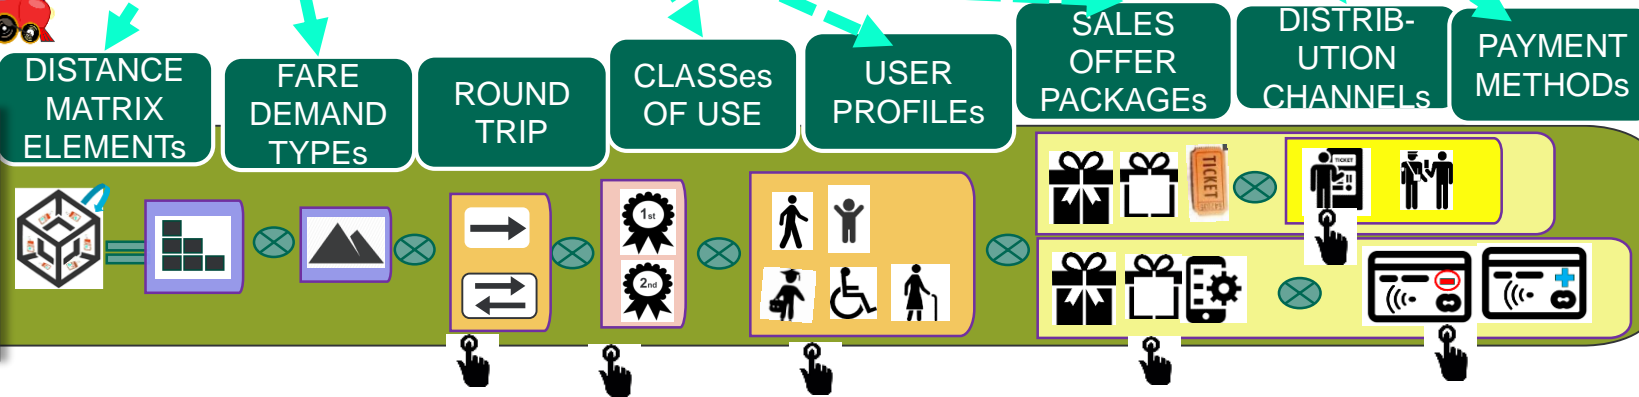 DISTANCE
MATRIX
ELEMENTs
FARE
DEMAND
TYPEs
ROUND
TRIP
CLASSes
OF USE
USER
PROFILEs
SALES
OFFER
PACKAGEs
DISTRIB-
UTION
CHANNELs
PAYMENT
METHODs
1st
2nd
TICKET
TICKET